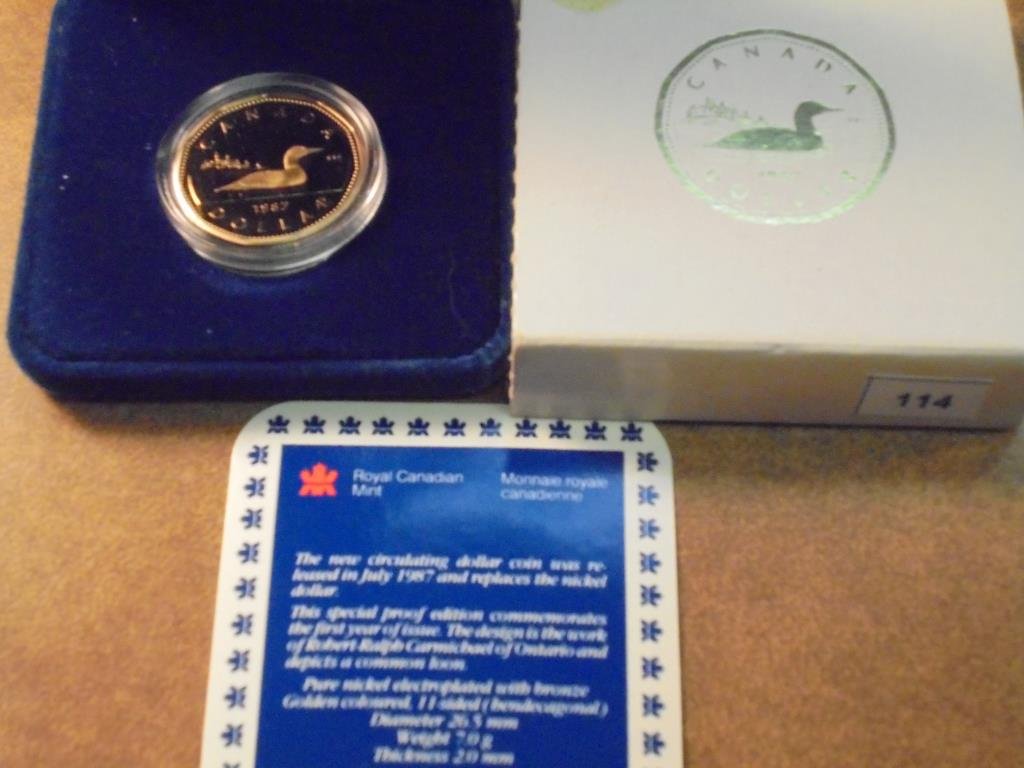 CANADA
1987
DOLLAR
CANADA
DOLLAR
114
Royal Canadian
Mint
Monnaie royale
canadienne
The new circulating dollar coin was re-
leased in July 1987 and replaces the nickel
dollar.
This special proof edition commemorates
the first year of issue. The design is the work
of Robert-Ralph Carmichael of Ontario and
depicts a common loon.
Pure nickel electroplated with bronze
Golden coloured, 11 sided (hendecagonal)
Diameter 26.5 mm
Weight 7.0 g
Thickness 2.0 mm